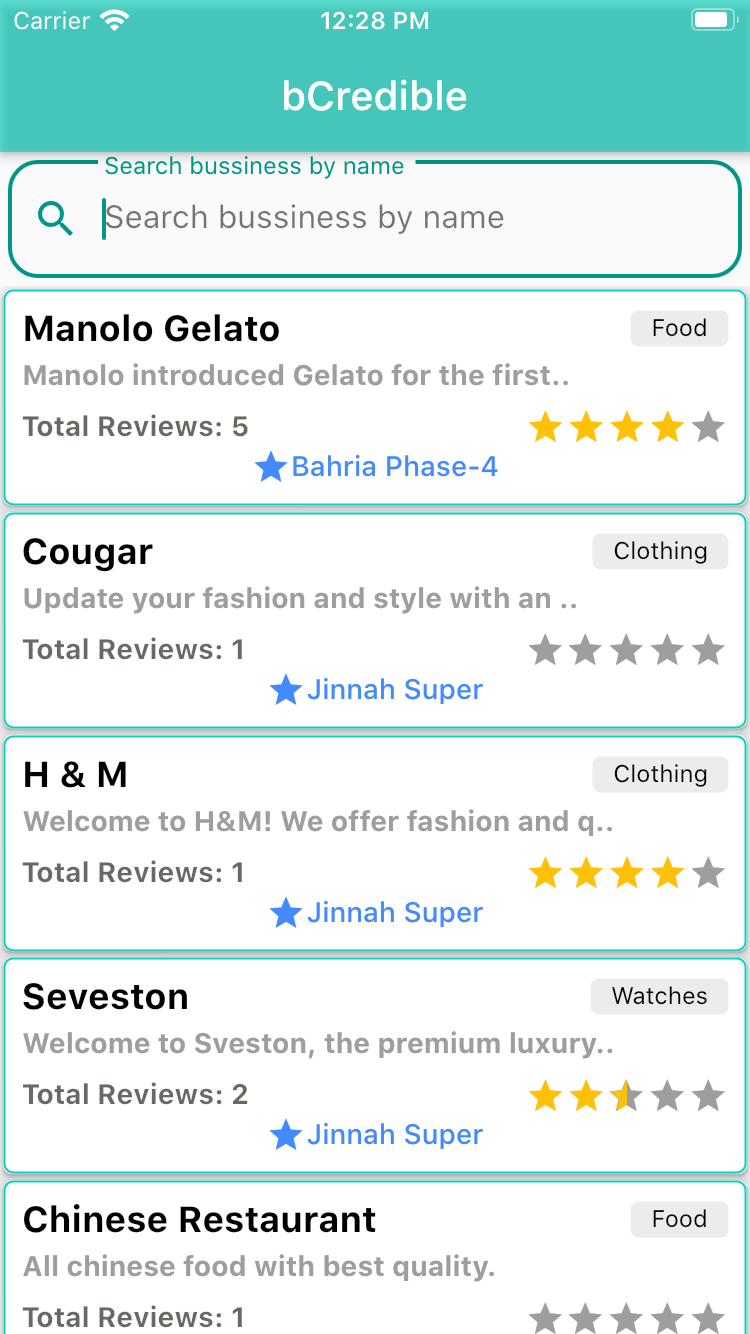 Carrier 12:28 PM
bCredible
Search bussiness by name
Search bussiness by name
Manolo Gelato Food
Manolo introduced Gelato for the first..
Total Reviews: 5
Bahria Phase-4
Cougar Clothing
Update your fashion and style with an ..
Total Reviews: 1
Jinnah Super
H & M Clothing
Welcome to H&M! We offer fashion and q..
Total Reviews: 1
Jinnah Super
Seveston Watches
Welcome to Sveston, the premium luxury..
Total Reviews: 2
Jinnah Super
Chinese Restaurant Food
All chinese food with best quality.
Total Reviews: 1